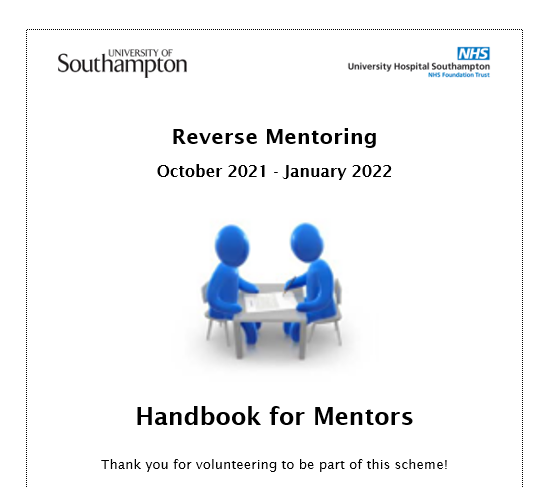 UNIVERSITY OF
Southampton
NHS
University Hospital Southampton
NHS Foundation Trust
Reverse Mentoring
October 2021 - January 2022
Handbook for Mentors
Thank you for volunteering to be part of this scheme!